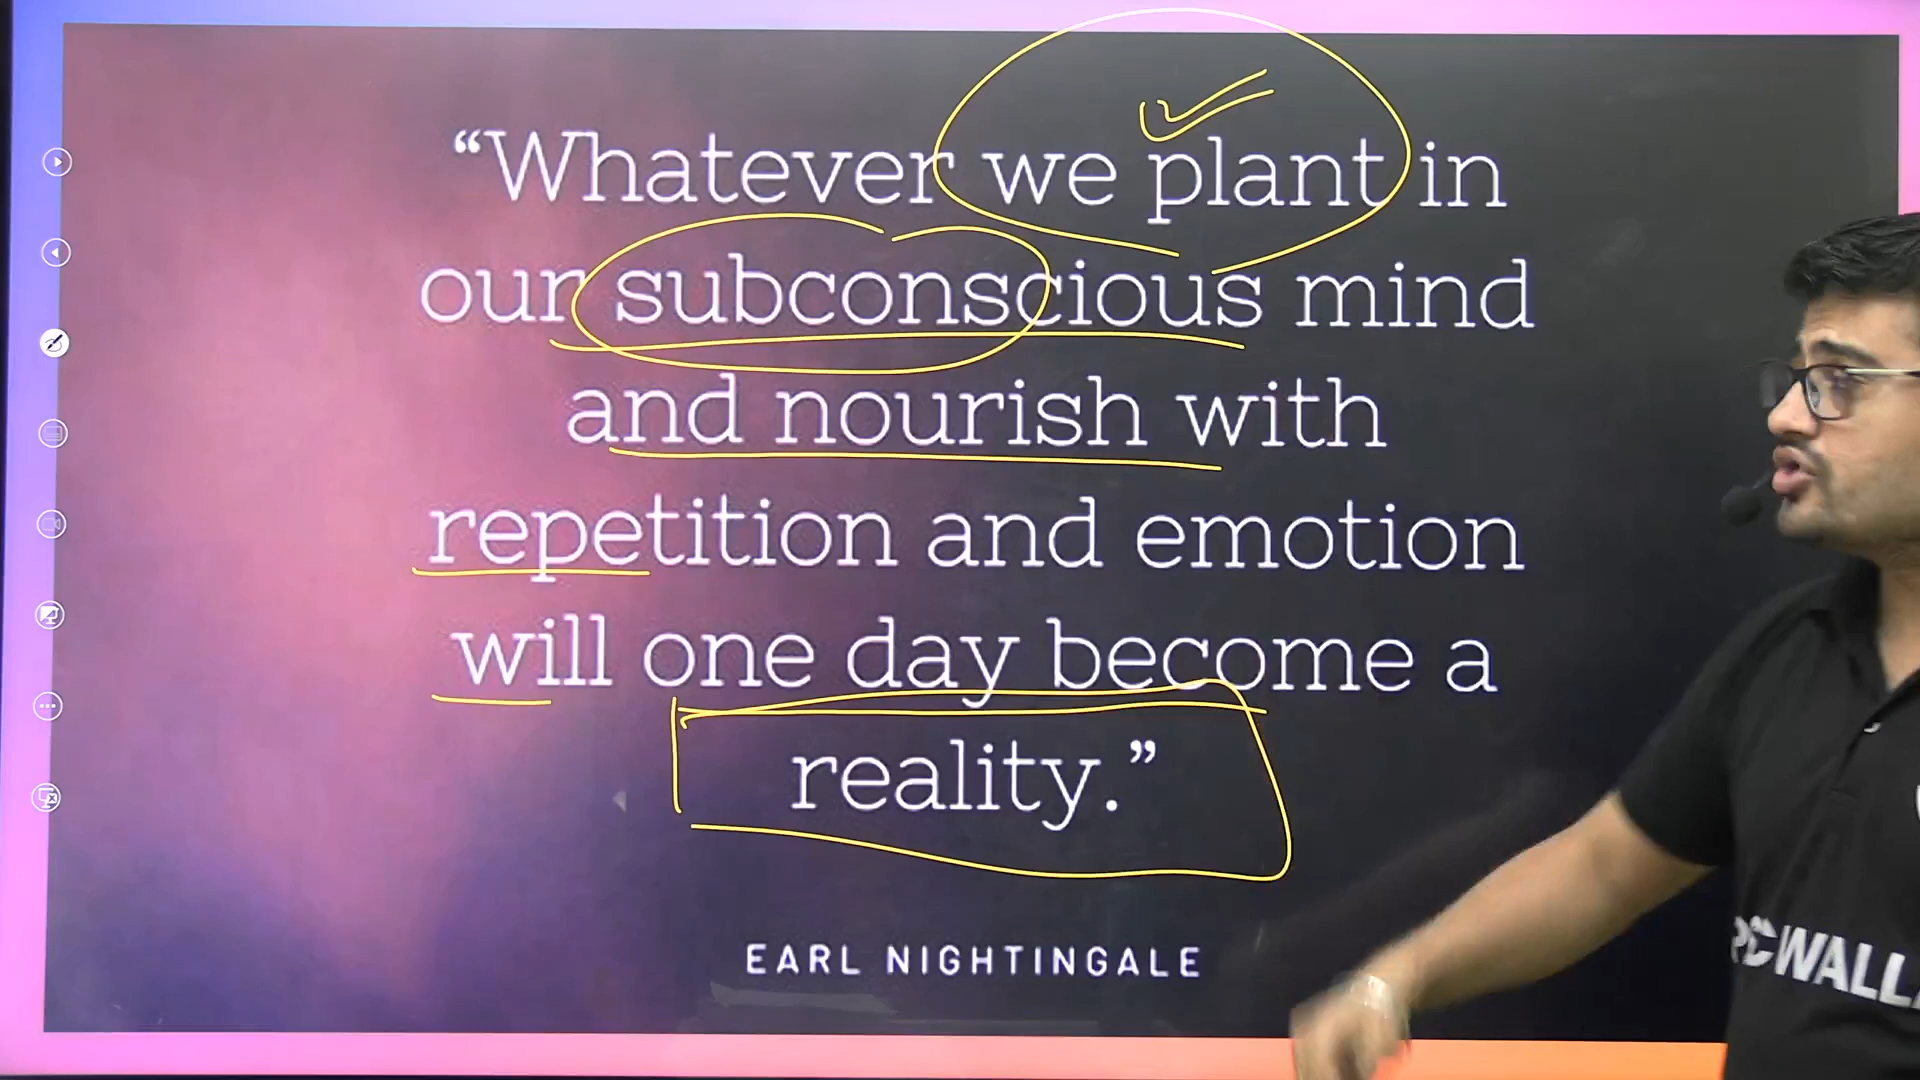 “Whatever we plant in
our subconscious mind
and nourish with
repetition and emotion
will one day become a
reality.”
EARL NIGHTINGALE